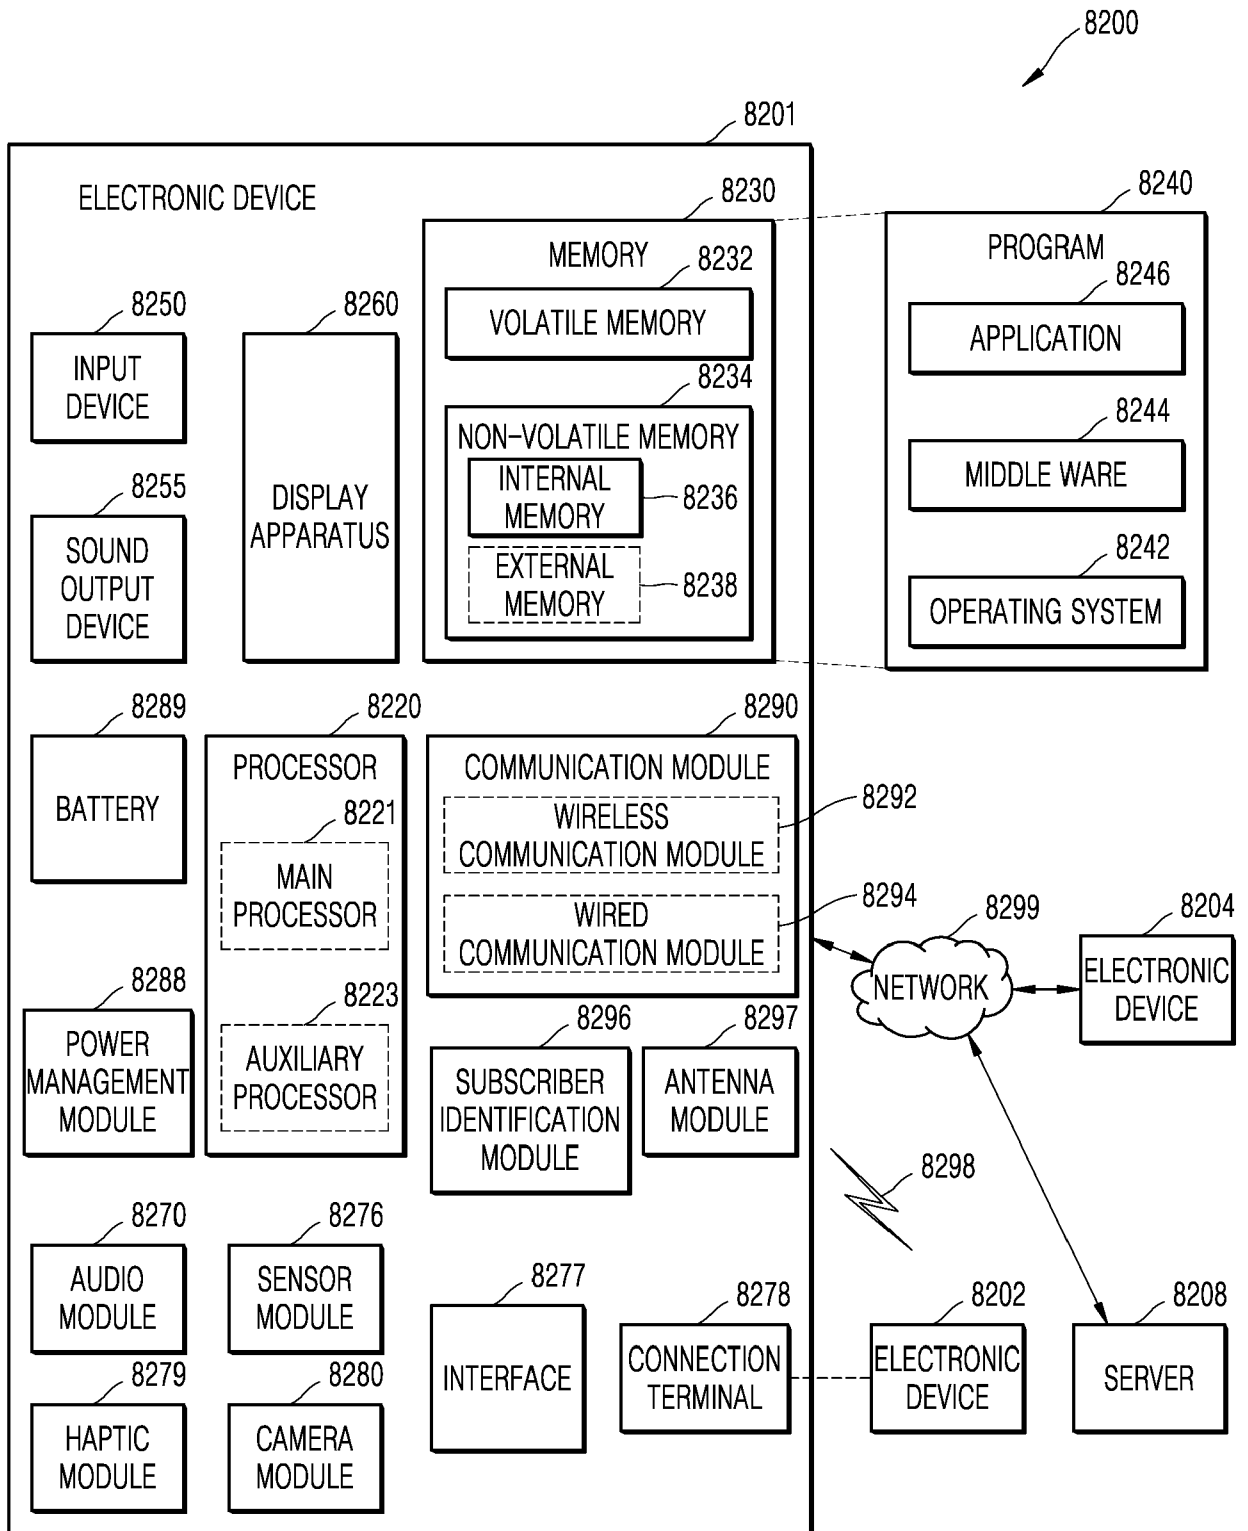 8200
8201
ELECTRONIC DEVICE
8230
MEMORY
8232
VOLATILE MEMORY
8234
NON-VOLATILE MEMORY
INTERNAL
MEMORY
8236
EXTERNAL
MEMORY
8238
8240
PROGRAM
8246
APPLICATION
8244
MIDDLE WARE
8242
OPERATING SYSTEM
8250
INPUT
DEVICE
8260
DISPLAY
APPARATUS
8255
SOUND
OUTPUT
DEVICE
8289
BATTERY
8220
PROCESSOR
8221
MAIN
PROCESSOR
8223
AUXILIARY
PROCESSOR
8290
COMMUNICATION MODULE
WIRELESS
COMMUNICATION MODULE
8292
WIRED
COMMUNICATION MODULE
8294
8299
NETWORK
8204
ELECTRONIC
DEVICE
8288
POWER
MANAGEMENT
MODULE
8296
SUBSCRIBER
IDENTIFICATION
MODULE
8297
ANTENNA
MODULE
8298
8270
AUDIO
MODULE
8276
SENSOR
MODULE
8277
INTERFACE
8278
CONNECTION
TERMINAL
8202
ELECTRONIC
DEVICE
8208
SERVER
8279
HAPTIC
MODULE
8280
CAMERA
MODULE